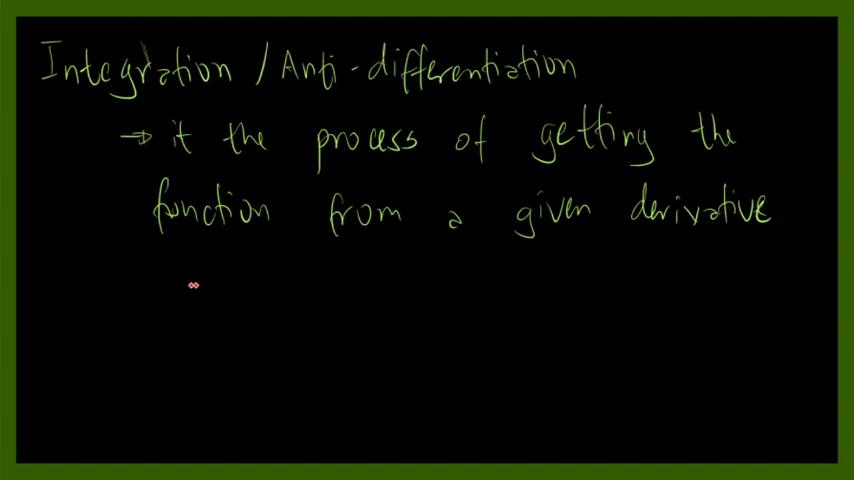 Integration / Anti-differentiation
→ it the process of getting the
function from a given derivative